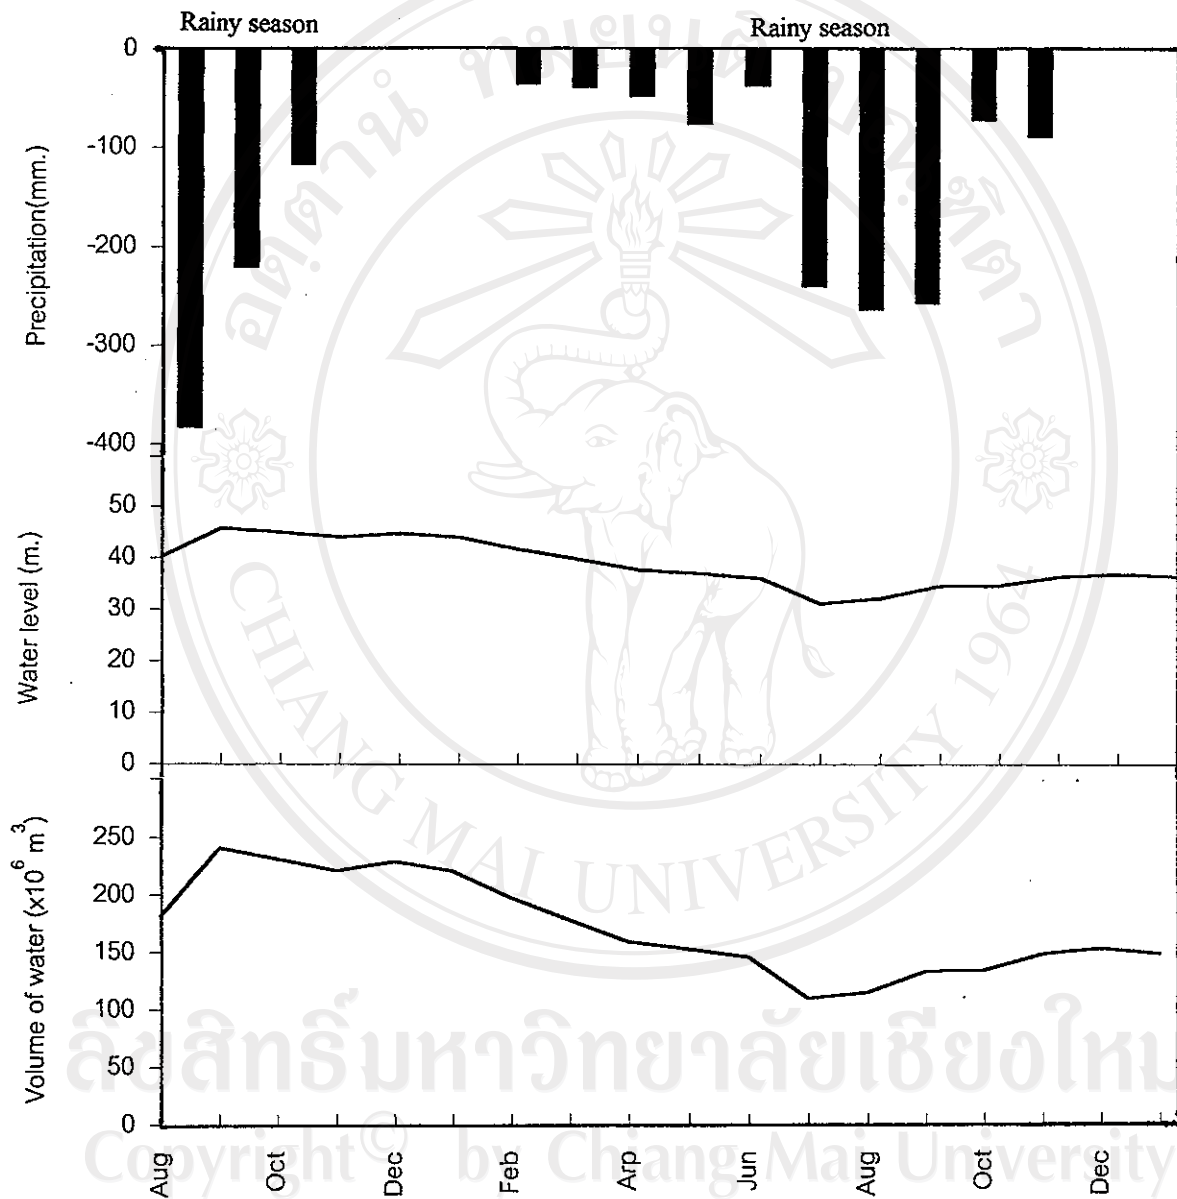 Rainy season Rainy season
0
-100
-200
-300
-400
Precipitation(mm.)
50
40
30
20
10
0
Water level (m.)
250
200
150
100
50
0
Volume of water (x10⁶ m³)
Aug Oct Dec Feb Arp Jun Aug Oct Dec
CHIANG MAI UNIVERSITY 1964
ลิขสิทธิ์มหาวิทยาลัยเชียงใหม
Copyright© by Chiang Mai University